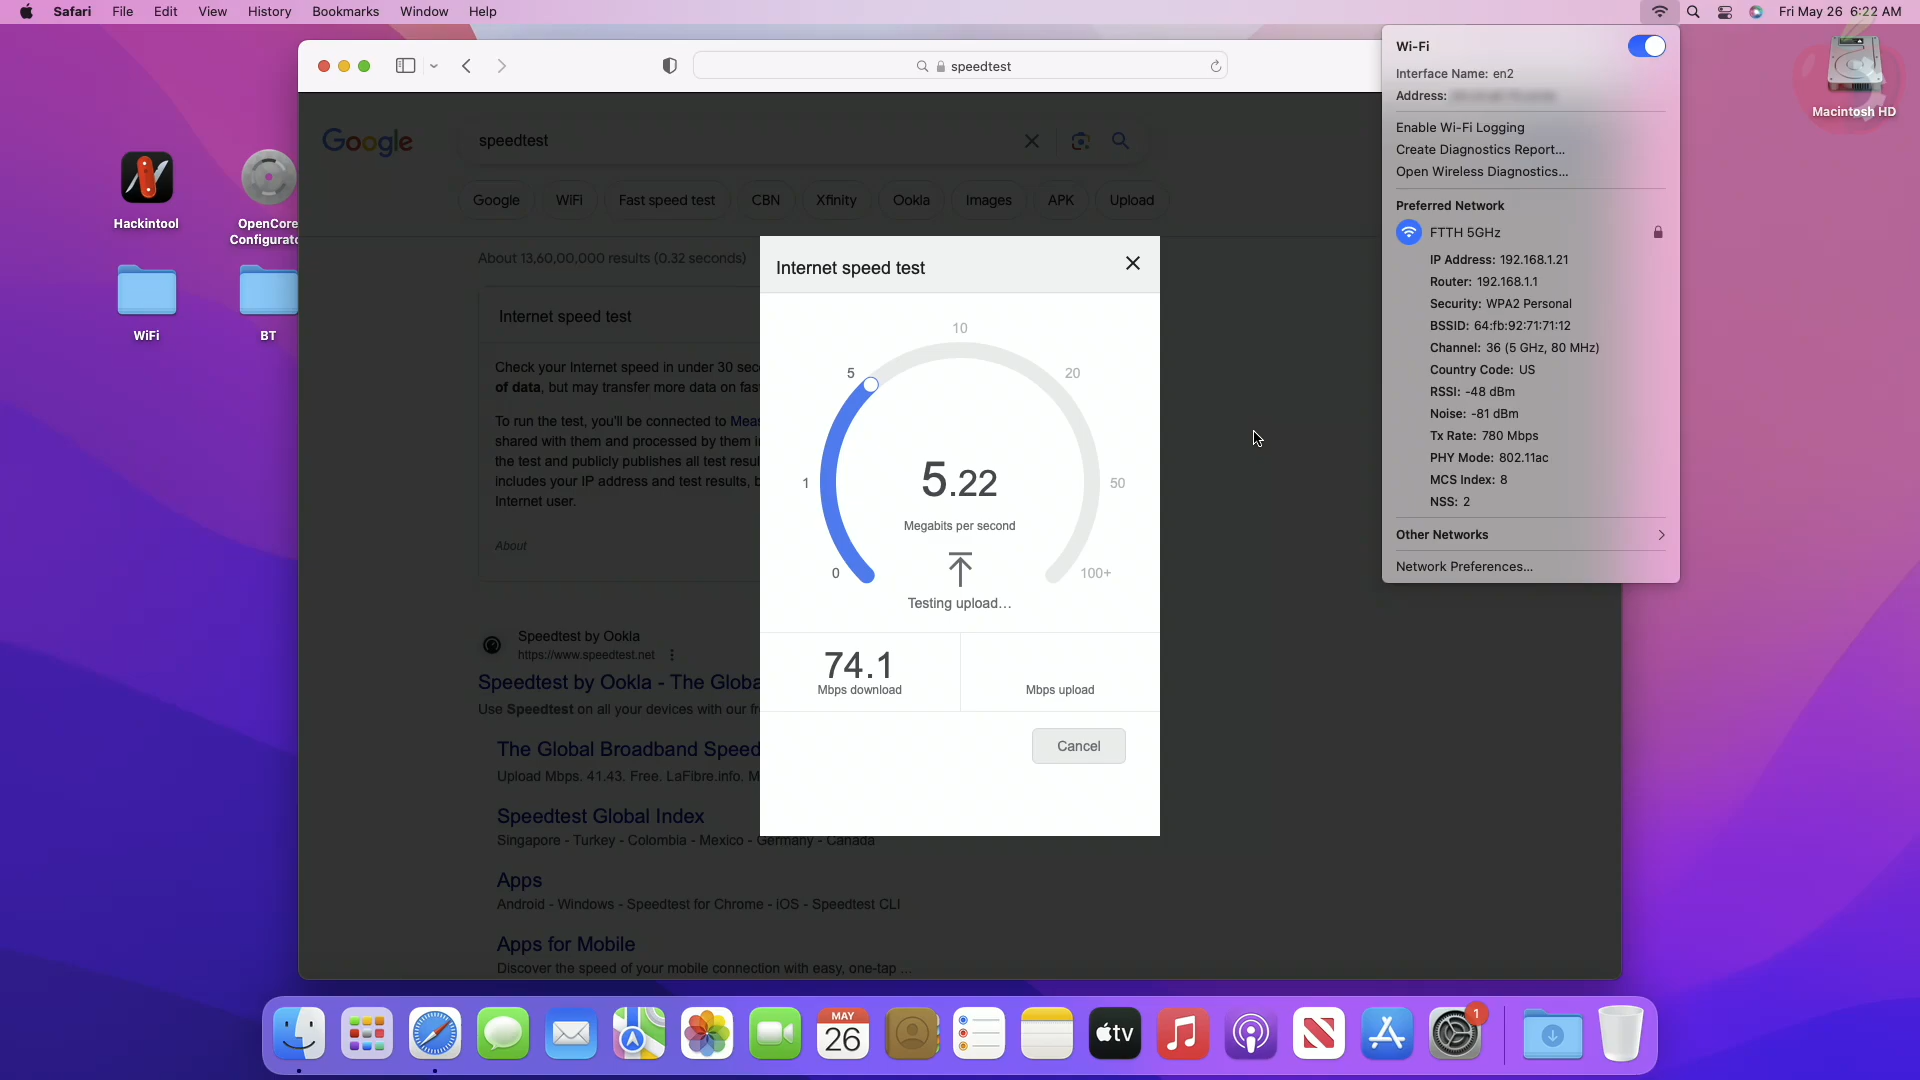 Safari File Edit View History Bookmarks Window Help
Fri May 26 6:22 AM
speedtest
Wi-Fi
Interface Name: en2
Address:
Enable Wi-Fi Logging
Create Diagnostics Report...
Open Wireless Diagnostics...
Preferred Network
FTTH 5GHz
IP Address: 192.168.1.21
Router: 192.168.1.1
Security: WPA2 Personal
BSSID: 64:fb:92:71:71:12
Channel: 36 (5 GHz, 80 MHz)
Country Code: US
RSSI: -48 dBm
Noise: -81 dBm
Tx Rate: 780 Mbps
PHY Mode: 802.11ac
MCS Index: 8
NSS: 2
Other Networks
Network Preferences...
Macintosh HD
Hackintool
OpenCore
Configurato
WiFi
BT
Google
speedtest
Google WiFi Fast speed test CBN Xfinity Ookla Images APK Upload
About 13,60,00,000 results (0.32 seconds)
Internet speed test
Check your Internet speed in under 30 sec
of data, but may transfer more data on fas
To run the test, you'll be connected to Meas
shared with them and processed by them i
the test and publicly publishes all test resul
includes your IP address and test results, b
Internet user.
About
Internet speed test
10
5
20
1
50
0
100+
5.22
Megabits per second
Testing upload...
74.1
Mbps download
Mbps upload
Cancel
Speedtest by Ookla
https://www.speedtest.net
Speedtest by Ookla - The Globa
Use Speedtest on all your devices with our fr
The Global Broadband Speed
Upload Mbps. 41.43. Free. LaFibre.info. M
Speedtest Global Index
Singapore - Turkey - Colombia - Mexico - Germany - Canada
Apps
Android - Windows - Speedtest for Chrome - iOS - Speedtest CLI
Apps for Mobile
Discover the speed of your mobile connection with easy, one-tap ...
MAY
26
tv
1